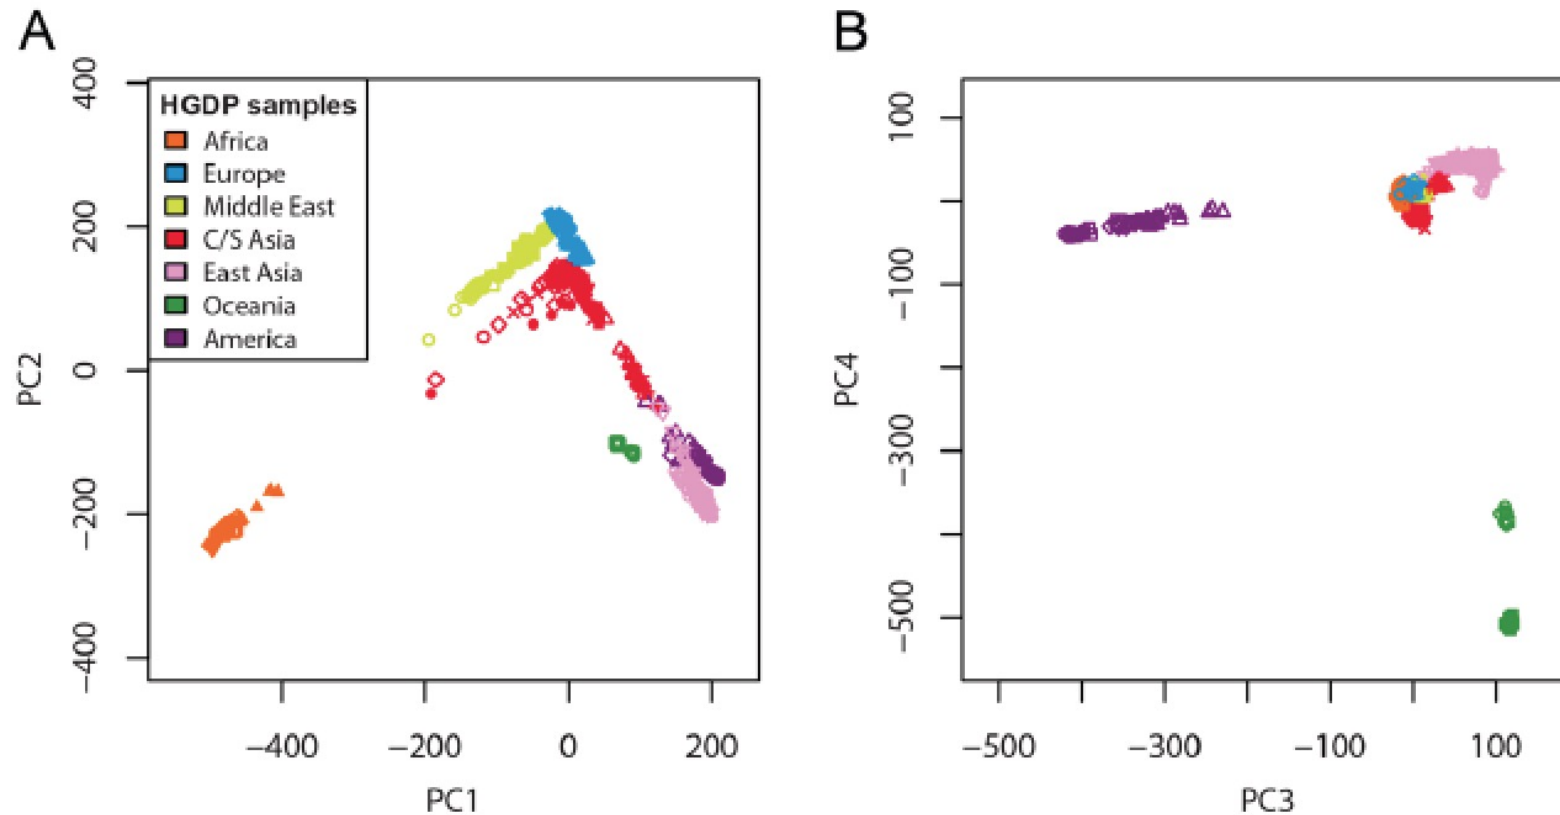 A
B
HGDP samples
Africa
Europe
Middle East
C/S Asia
East Asia
Oceania
America
400
200
0
−200
−400
PC2
−400 −200 0 200
PC1
100
−100
−300
−500
PC4
−500 −300 −100 100
PC3